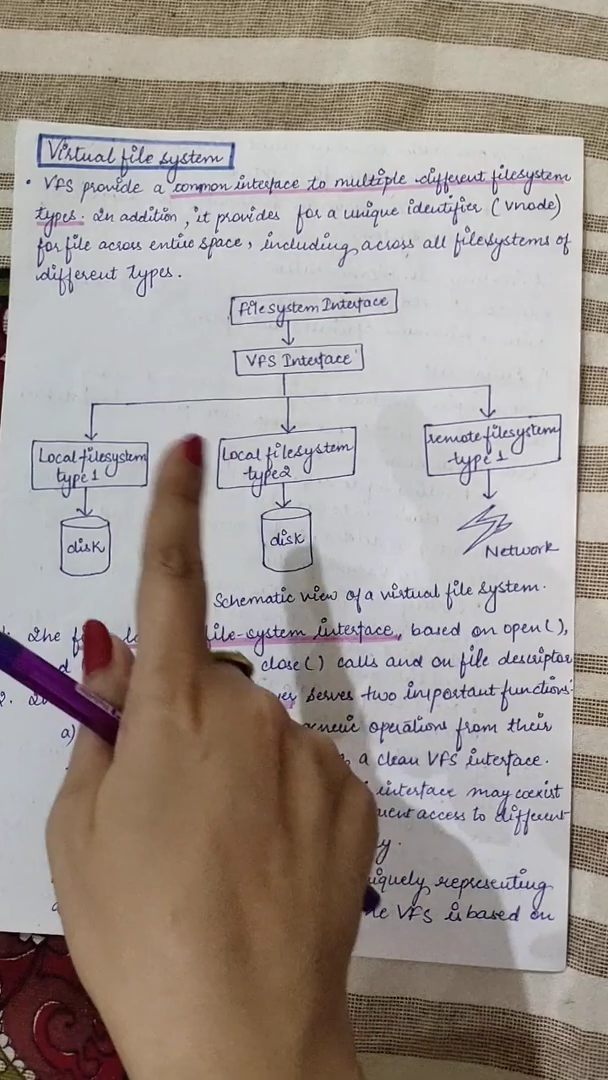 Virtual file system
• VFS provide a common interface to multiple different filesystem
types. In addition, it provides for a unique identifier (vnode)
for file across entire space, including across all filesystems of
different types.
filesystem Interface
VFS Interface
Local filesystem
type 1
Local filesystem
type 2
remote filesystem
type 1
disk
disk
Network
Schematic view of a virtual file system.
The file-system interface, based on open(),
close() calls and on file descriptor
2. serves two important functions:
a) operations from their
a clean VFS interface.
interface may coexist
access to different
representing
VFS is based on